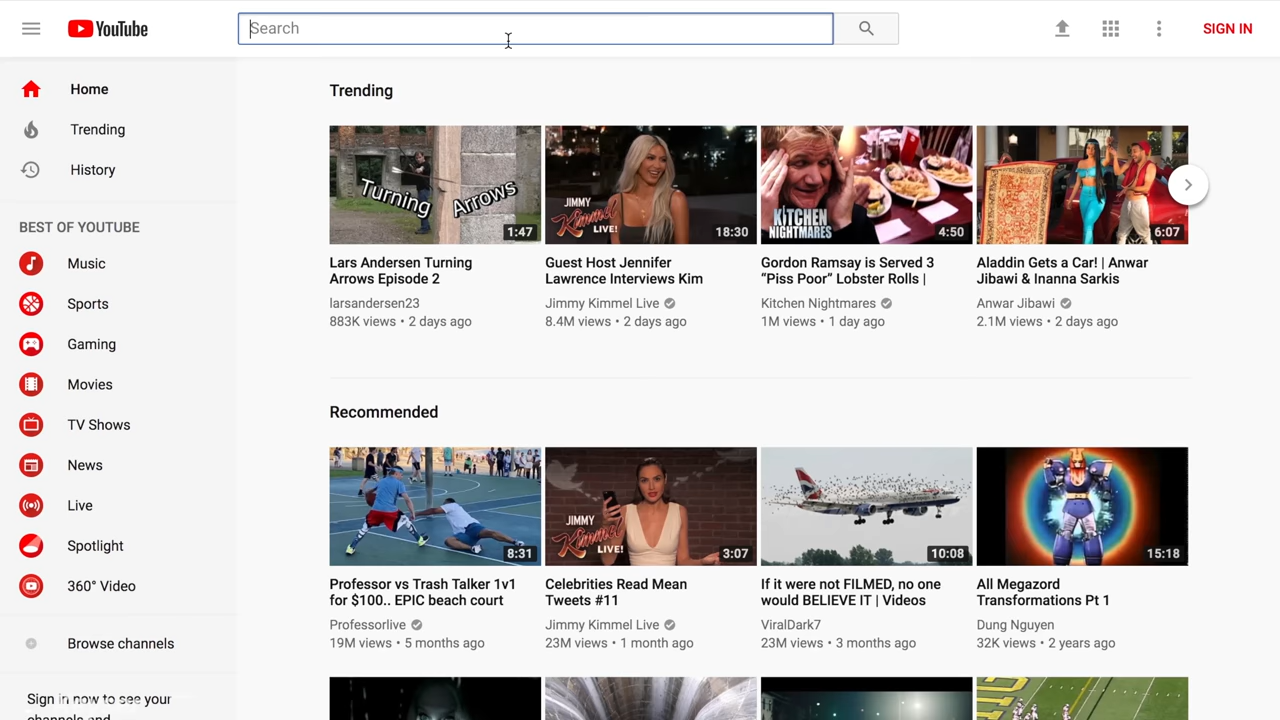 YouTube
Search
SIGN IN
Home
Trending
History
BEST OF YOUTUBE
Music
Sports
Gaming
Movies
TV Shows
News
Live
Spotlight
360° Video
Browse channels
Sign in now to see your
channels and
Trending
Turning Arrows
1:47
JIMMY
KIMMEL
LIVE!
18:30
KITCHEN
NIGHTMARES
4:50
6:07
Lars Andersen Turning
Arrows Episode 2
larsandersen23
883K views • 2 days ago
Guest Host Jennifer
Lawrence Interviews Kim
Jimmy Kimmel Live
8.4M views • 2 days ago
Gordon Ramsay is Served 3
“Piss Poor” Lobster Rolls |
Kitchen Nightmares
1M views • 1 day ago
Aladdin Gets a Car! | Anwar
Jibawi & Inanna Sarkis
Anwar Jibawi
2.1M views • 2 days ago
Recommended
8:31
JIMMY
KIMMEL
LIVE!
3:07
10:08
15:18
Professor vs Trash Talker 1v1
for $100.. EPIC beach court
Professorlive
19M views • 5 months ago
Celebrities Read Mean
Tweets #11
Jimmy Kimmel Live
23M views • 1 month ago
If it were not FILMED, no one
would BELIEVE IT | Videos
ViralDark7
23M views • 3 months ago
All Megazord
Transformations Pt 1
Dung Nguyen
32K views • 2 years ago